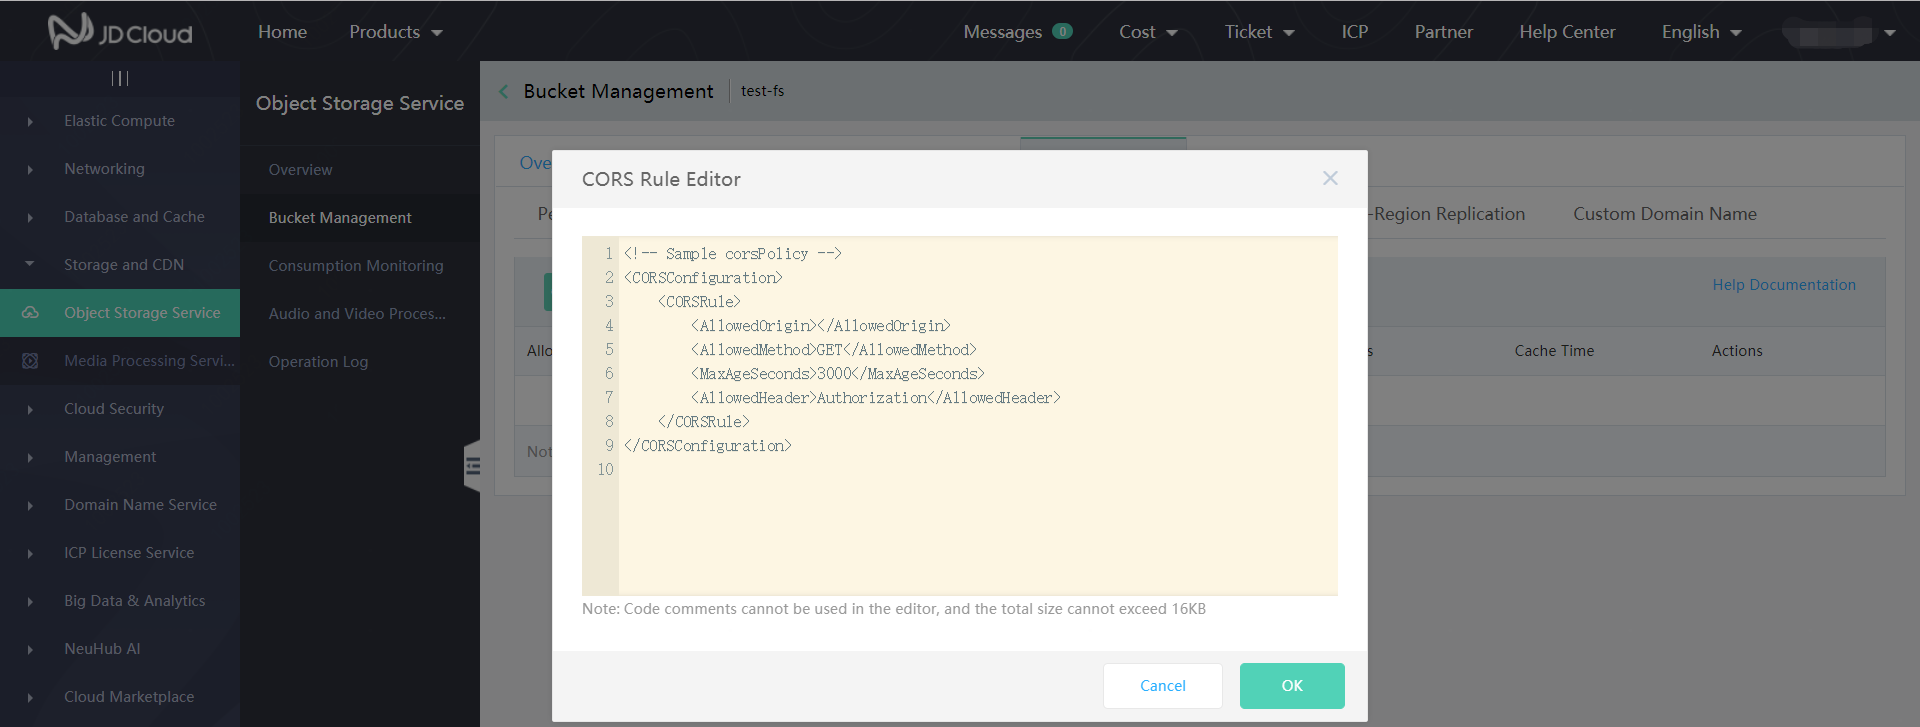 JD Cloud
Home
Products
Messages 0
Cost
Ticket
ICP
Partner
Help Center
English
Elastic Compute
Networking
Database and Cache
Storage and CDN
Object Storage Service
Media Processing Servi...
Cloud Security
Management
Domain Name Service
ICP License Service
Big Data & Analytics
NeuHub AI
Cloud Marketplace
Object Storage Service
Overview
Bucket Management
Consumption Monitoring
Audio and Video Proces...
Operation Log
Bucket Management
test-fs
-Region Replication
Custom Domain Name
Help Documentation
Cache Time
Actions
CORS Rule Editor
1 <!-- Sample corsPolicy -->
2 <CORSConfiguration>
3 <CORSRule>
4 <AllowedOrigin></AllowedOrigin>
5 <AllowedMethod>GET</AllowedMethod>
6 <MaxAgeSeconds>3000</MaxAgeSeconds>
7 <AllowedHeader>Authorization</AllowedHeader>
8 </CORSRule>
9 </CORSConfiguration>
10
Note: Code comments cannot be used in the editor, and the total size cannot exceed 16KB
Cancel
OK